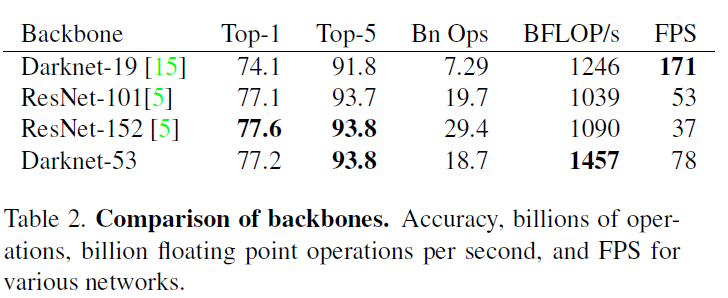 Backbone Top-1 Top-5 Bn Ops BFLOP/s FPS
Darknet-19 [15] 74.1 91.8 7.29 1246 171
ResNet-101[5] 77.1 93.7 19.7 1039 53
ResNet-152 [5] 77.6 93.8 29.4 1090 37
Darknet-53 77.2 93.8 18.7 1457 78
Table 2. Comparison of backbones. Accuracy, billions of oper-
ations, billion floating point operations per second, and FPS for
various networks.